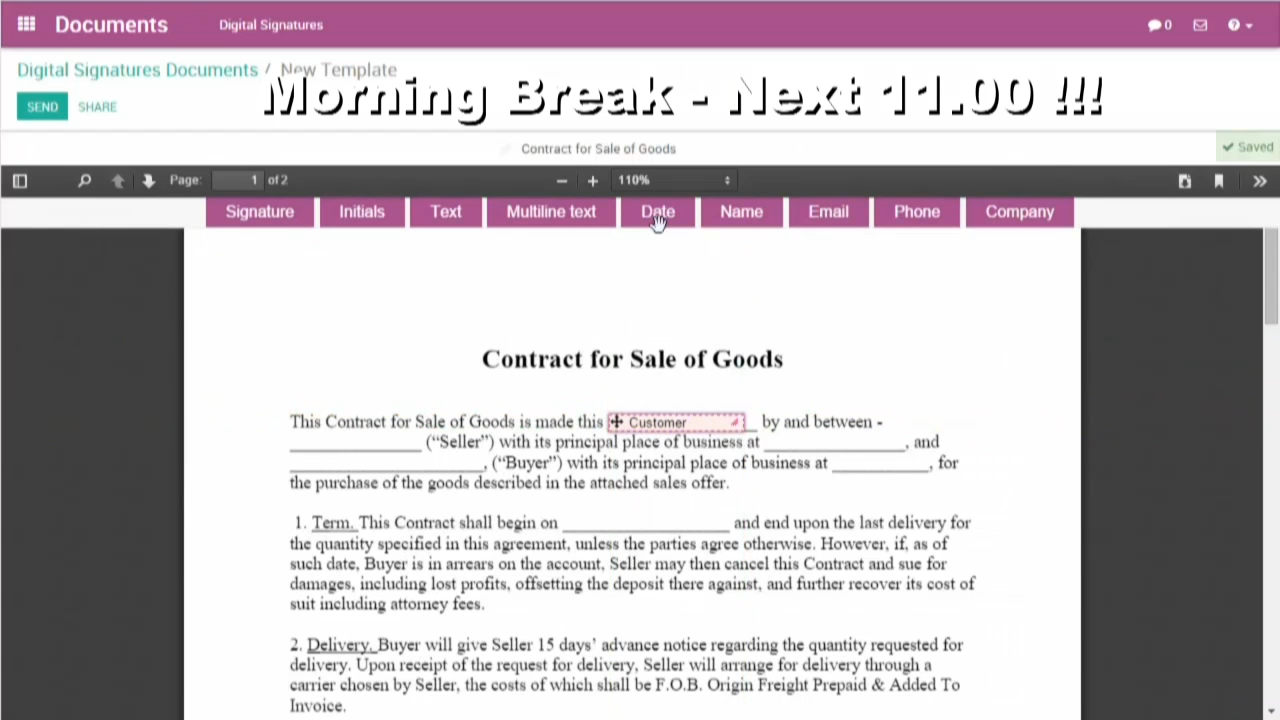 Documents Digital Signatures 0
Digital Signatures Documents / New Template
Morning Break - Next 11.00 !!!
SEND SHARE
Contract for Sale of Goods
Saved
Page: 1 of 2 110%
Signature Initials Text Multiline text Date Name Email Phone Company
Contract for Sale of Goods
This Contract for Sale of Goods is made this Customer __ by and between -
______________ (“Seller”) with its principal place of business at _______________, and
_____________________, (“Buyer”) with its principal place of business at __________, for
the purchase of the goods described in the attached sales offer.
1. Term. This Contract shall begin on __________________ and end upon the last delivery for
the quantity specified in this agreement, unless the parties agree otherwise. However, if, as of
such date, Buyer is in arrears on the account, Seller may then cancel this Contract and sue for
damages, including lost profits, offsetting the deposit there against, and further recover its cost of
suit including attorney fees.
2. Delivery. Buyer will give Seller 15 days’ advance notice regarding the quantity requested for
delivery. Upon receipt of the request for delivery, Seller will arrange for delivery through a
carrier chosen by Seller, the costs of which shall be F.O.B. Origin Freight Prepaid & Added To
Invoice.